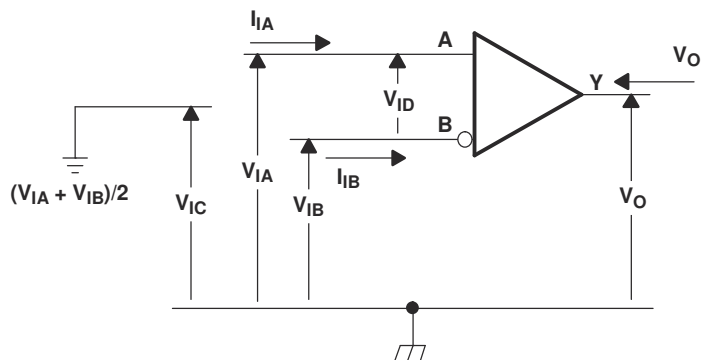 I_IA
A
V_O
Y
V_ID
B
V_IA
I_IB
(V_IA + V_IB)/2
V_IC
V_IB
V_O